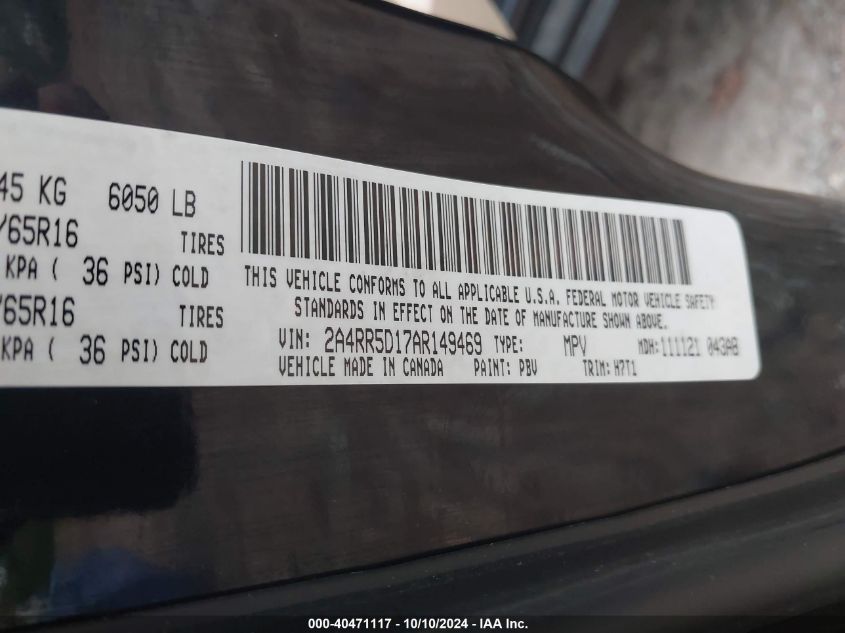 45 KG 6050 LB
/65R16 TIRES
KPA ( 36 PSI) COLD
/65R16 TIRES
KPA ( 36 PSI) COLD
THIS VEHICLE CONFORMS TO ALL APPLICABLE U.S.A. FEDERAL MOTOR VEHICLE SAFETY
STANDARDS IN EFFECT ON THE DATE OF MANUFACTURE SHOWN ABOVE.
VIN: 2A4RR5D17AR149469 TYPE: MPV MDH: 111121 043AB
VEHICLE MADE IN CANADA PAINT: PBV TRIM: H7T1
000-40471117 - 10/10/2024 - IAA Inc.